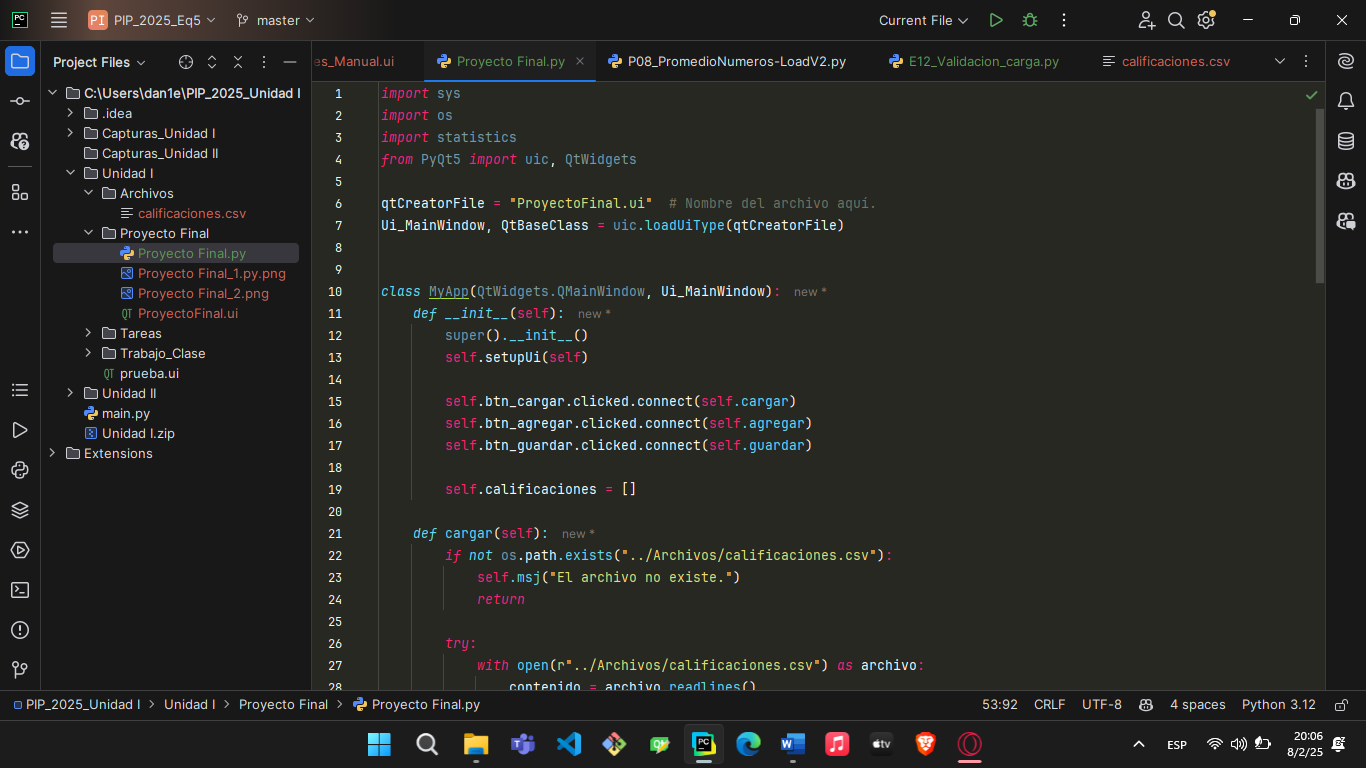 PC
PI PIP_2025_Eq5
master
Current File
Project Files
C:\Users\dan1e\PIP_2025_Unidad I
.idea
Capturas_Unidad I
Capturas_Unidad II
Unidad I
Archivos
calificaciones.csv
Proyecto Final
Proyecto Final.py
Proyecto Final_1.py.png
Proyecto Final_2.png
QT ProyectoFinal.ui
Tareas
Trabajo_Clase
QT prueba.ui
Unidad II
main.py
Unidad I.zip
Extensions
es_Manual.ui
Proyecto Final.py
P08_PromedioNumeros-LoadV2.py
E12_Validacion_carga.py
calificaciones.csv
1 import sys
2 import os
3 import statistics
4 from PyQt5 import uic, QtWidgets
5
6 qtCreatorFile = "ProyectoFinal.ui"  # Nombre del archivo aquí.
7 Ui_MainWindow, QtBaseClass = uic.loadUiType(qtCreatorFile)
8
9
10 class MyApp(QtWidgets.QMainWindow, Ui_MainWindow): new *
11 def __init__(self): new *
12 super().__init__()
13 self.setupUi(self)
14
15 self.btn_cargar.clicked.connect(self.cargar)
16 self.btn_agregar.clicked.connect(self.agregar)
17 self.btn_guardar.clicked.connect(self.guardar)
18
19 self.calificaciones = []
20
21 def cargar(self): new *
22 if not os.path.exists("../Archivos/calificaciones.csv"):
23 self.msj("El archivo no existe.")
24 return
25
26 try:
27 with open(r"../Archivos/calificaciones.csv") as archivo:
28 contenido = archivo.readlines()
PIP_2025_Unidad I > Unidad I > Proyecto Final > Proyecto Final.py
53:92 CRLF UTF-8 4 spaces Python 3.12
ESP
20:06
8/2/25